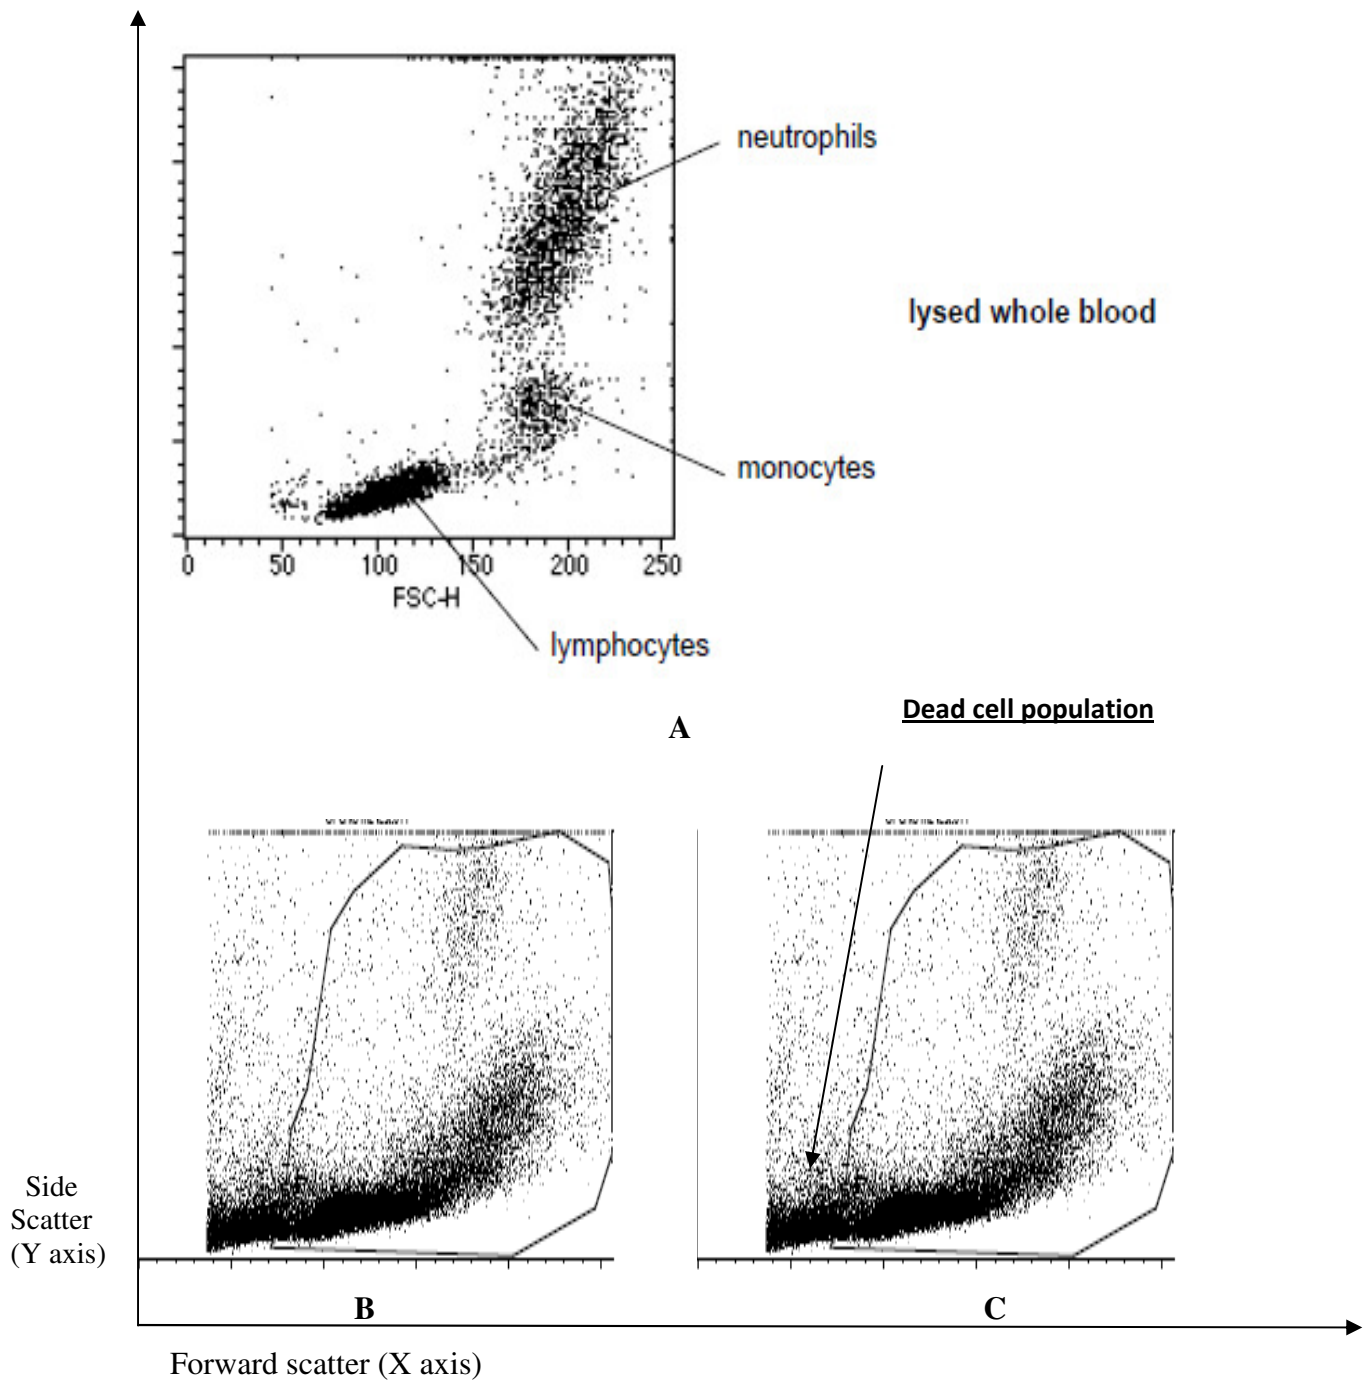 neutrophils
lysed whole blood
monocytes
0 50 100 150 200 250
FSC-H
lymphocytes
Dead cell population
A
Side
Scatter
(Y axis)
B
C
Forward scatter (X axis)